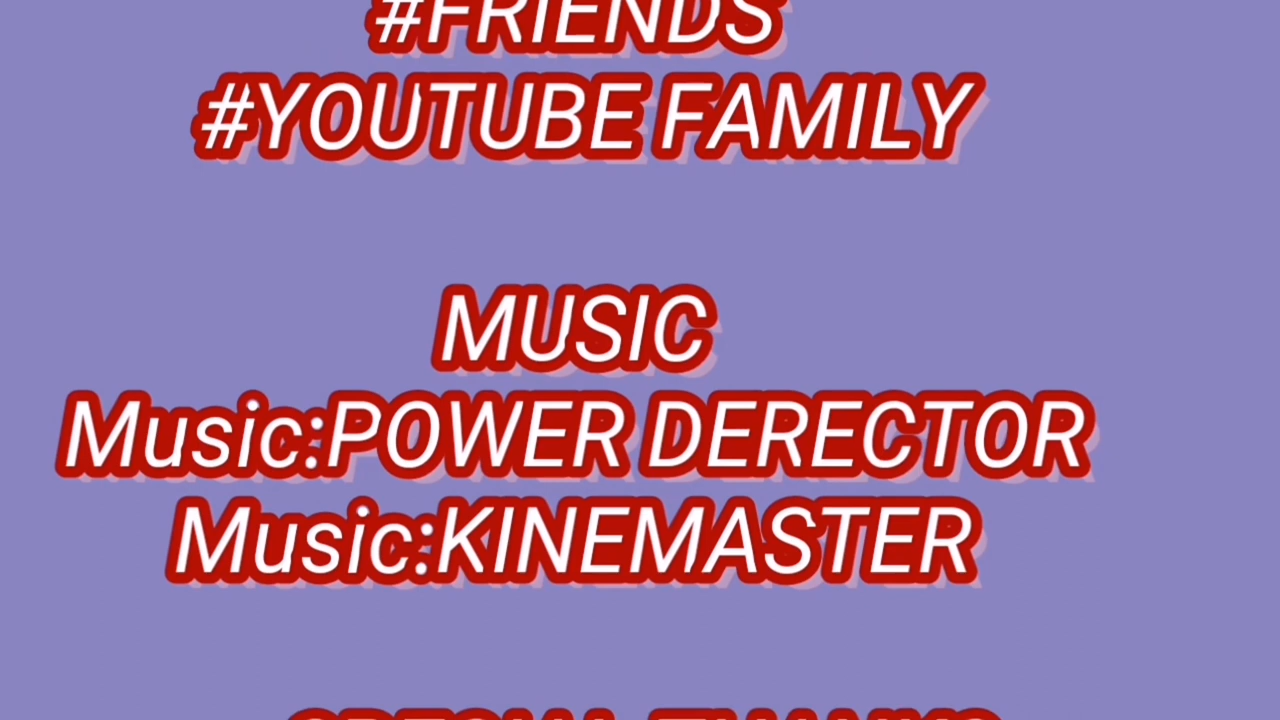 #FRIENDS
#YOUTUBE FAMILY
MUSIC
Music:POWER DERECTOR
Music:KINEMASTER